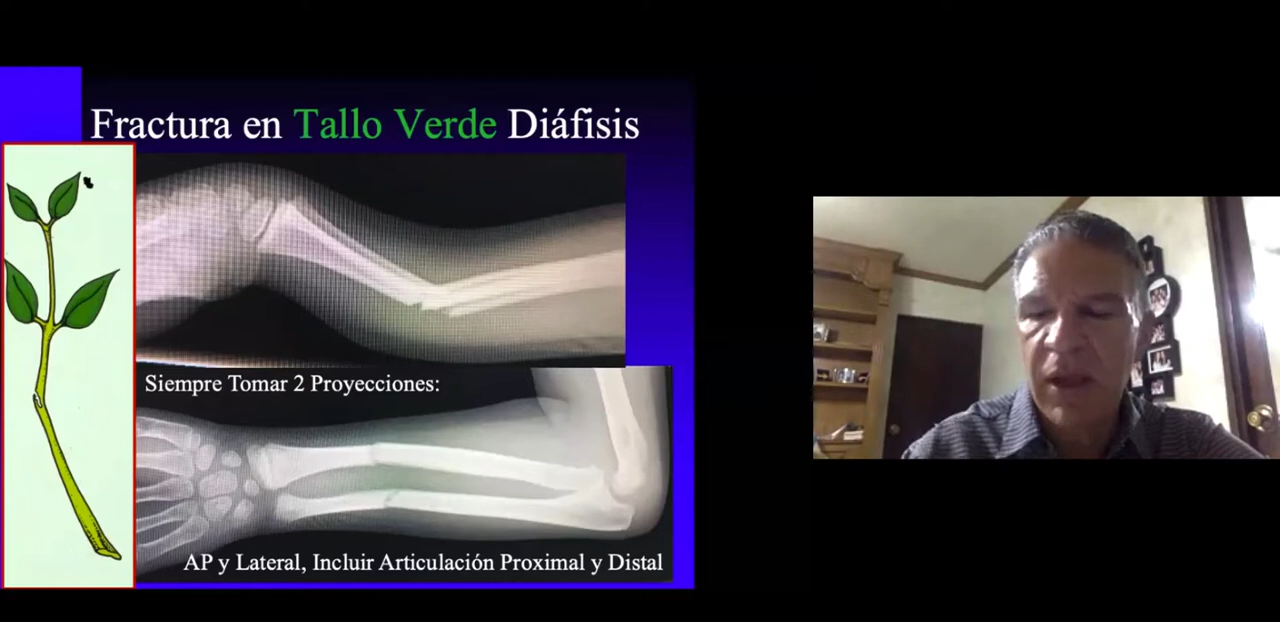 Fractura en Tallo Verde Diáfisis
Siempre Tomar 2 Proyecciones:
AP y Lateral, Incluir Articulación Proximal y Distal